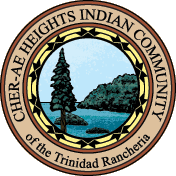 CHER-AE HEIGHTS INDIAN COMMUNITY
of the Trinidad Rancheria